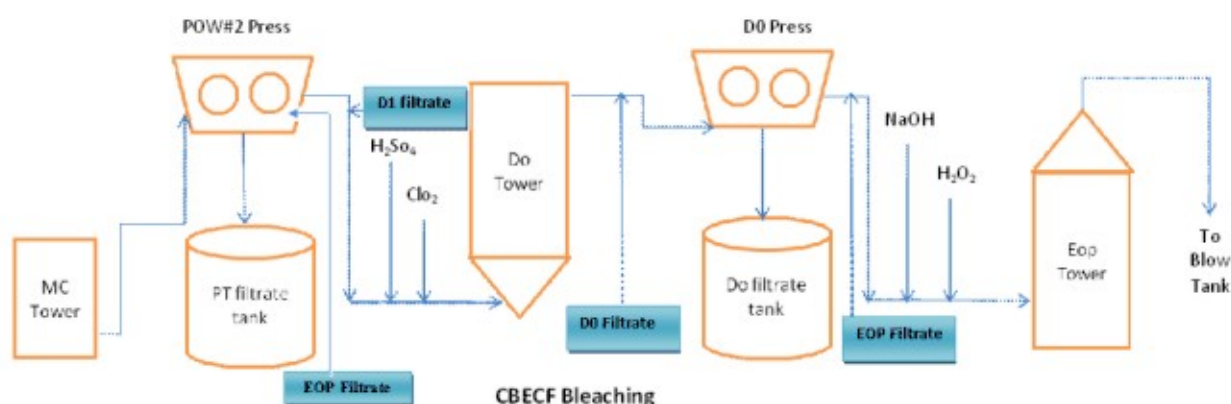 POW#2 Press
D0 Press
D1 filtrate
H₂So₄
Clo₂
Do
Tower
NaOH
H₂O₂
MC
Tower
PT filtrate
tank
Do filtrate
tank
Eop
Tower
To
Blow
Tank
D0 Filtrate
EOP Filtrate
EOP Filtrate
CBECF Bleaching